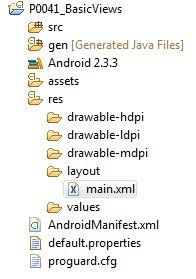 P0041_BasicViews
src
gen [Generated Java Files]
Android 2.3.3
assets
res
drawable-hdpi
drawable-ldpi
drawable-mdpi
layout
main.xml
values
AndroidManifest.xml
default.properties
proguard.cfg